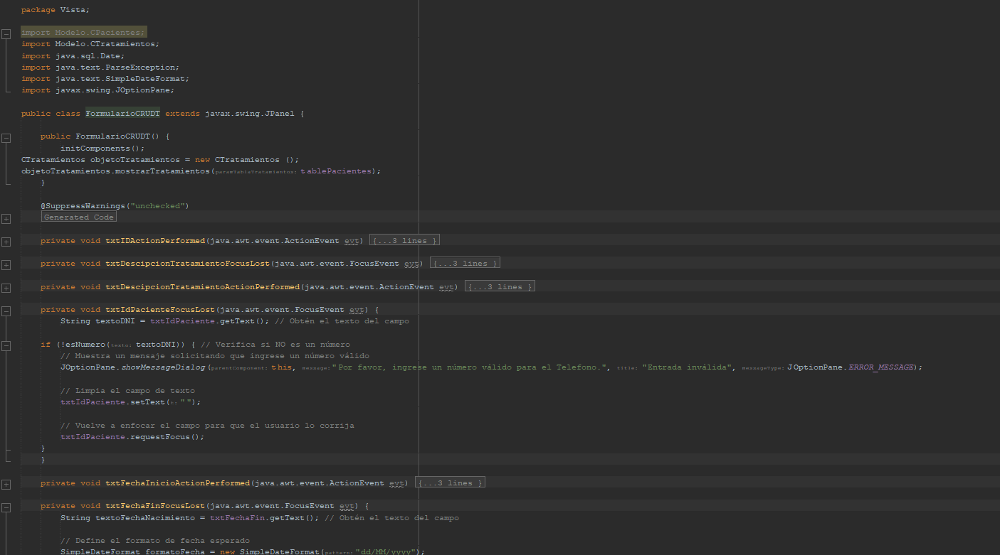 package Vista;
import Modelo.CPacientes;
import Modelo.CTratamientos;
import java.sql.Date;
import java.text.ParseException;
import java.text.SimpleDateFormat;
import javax.swing.JOptionPane;
public class FormularioCRUDT extends javax.swing.JPanel {
public FormularioCRUDT() {
initComponents();
CTratamientos objetoTratamientos = new CTratamientos ();
objetoTratamientos.mostrarTratamientos(paramTablaTratamientos: tablePacientes);
}
@SuppressWarnings("unchecked")
Generated Code
private void txtIDActionPerformed(java.awt.event.ActionEvent evt) {...3 lines }
private void txtDescipcionTratamientoFocusLost(java.awt.event.FocusEvent evt) {...3 lines }
private void txtDescipcionTratamientoActionPerformed(java.awt.event.ActionEvent evt) {...3 lines }
private void txtIdPacienteFocusLost(java.awt.event.FocusEvent evt) {
String textoDNI = txtIdPaciente.getText(); // Obtén el texto del campo
if (!esNumero(texto: textoDNI)) { // Verifica si NO es un número
// Muestra un mensaje solicitando que ingrese un número válido
JOptionPane.showMessageDialog(parentComponent: this, message: "Por favor, ingrese un número válido para el Telefono.", title: "Entrada inválida", messageType: JOptionPane.ERROR_MESSAGE);
// Limpia el campo de texto
txtIdPaciente.setText(t: "");
// Vuelve a enfocar el campo para que el usuario lo corrija
txtIdPaciente.requestFocus();
}
}
private void txtFechaInicioActionPerformed(java.awt.event.ActionEvent evt) {...3 lines }
private void txtFechaFinFocusLost(java.awt.event.FocusEvent evt) {
String textoFechaNacimiento = txtFechaFin.getText(); // Obtén el texto del campo
// Define el formato de fecha esperado
SimpleDateFormat formatoFecha = new SimpleDateFormat(pattern: "dd/MM/yyyy");